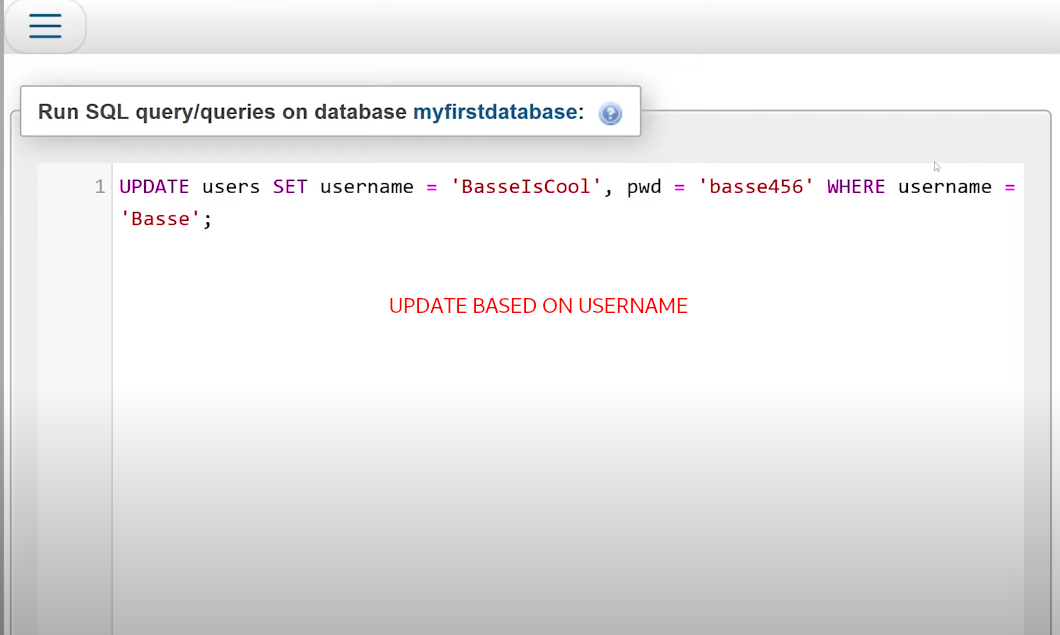 Run SQL query/queries on database myfirstdatabase:
1 UPDATE users SET username = 'BasseIsCool', pwd = 'basse456' WHERE username =
'Basse';
UPDATE BASED ON USERNAME